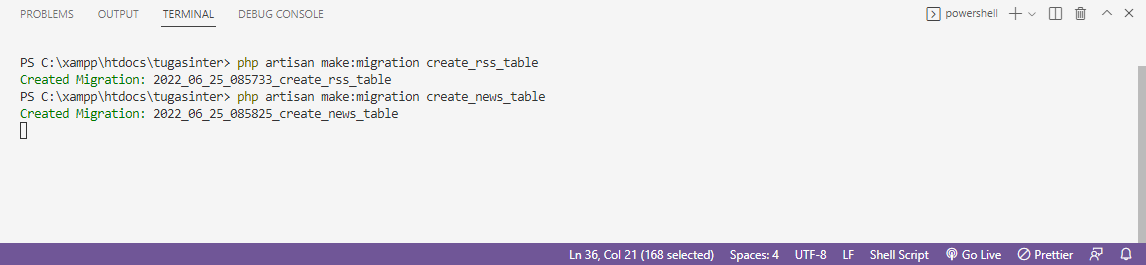 PROBLEMS OUTPUT TERMINAL DEBUG CONSOLE powershell
PS C:\xampp\htdocs\tugasinter> php artisan make:migration create_rss_table
Created Migration: 2022_06_25_085733_create_rss_table
PS C:\xampp\htdocs\tugasinter> php artisan make:migration create_news_table
Created Migration: 2022_06_25_085825_create_news_table
Ln 36, Col 21 (168 selected) Spaces: 4 UTF-8 LF Shell Script Go Live Prettier